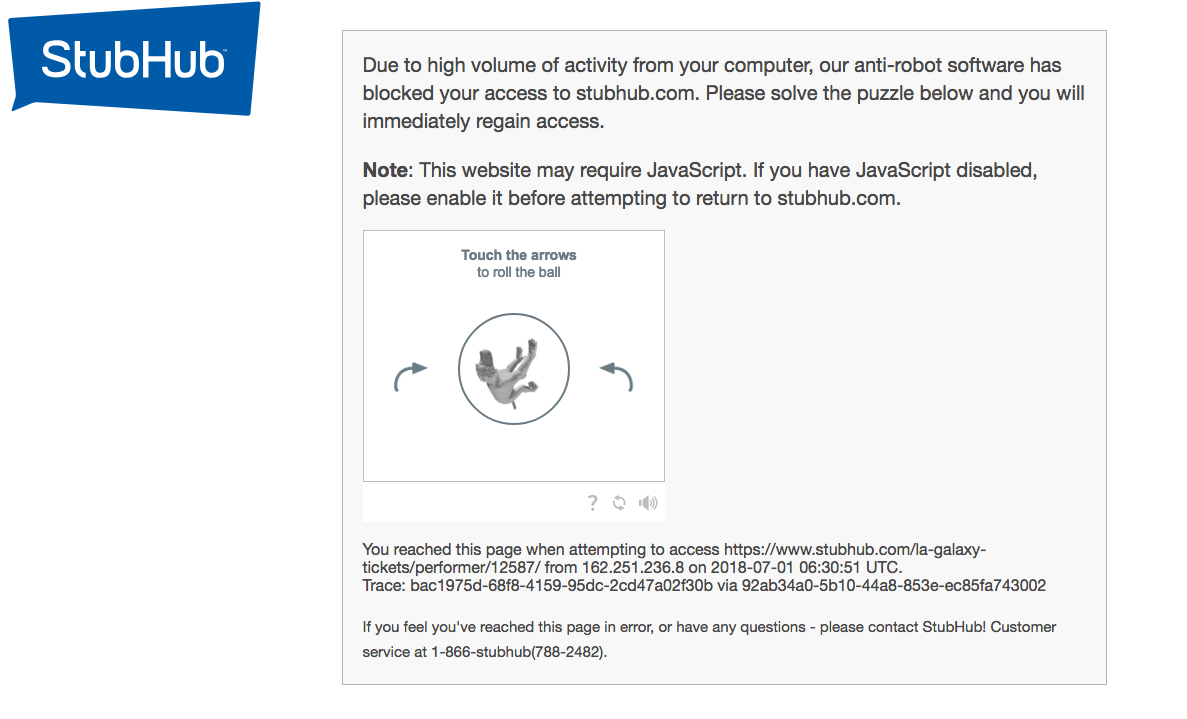 StubHub™
Due to high volume of activity from your computer, our anti-robot software has
blocked your access to stubhub.com. Please solve the puzzle below and you will
immediately regain access.
Note: This website may require JavaScript. If you have JavaScript disabled,
please enable it before attempting to return to stubhub.com.
Touch the arrows
to roll the ball
?
You reached this page when attempting to access https://www.stubhub.com/la-galaxy-
tickets/performer/12587/ from 162.251.236.8 on 2018-07-01 06:30:51 UTC.
Trace: bac1975d-68f8-4159-95dc-2cd47a02f30b via 92ab34a0-5b10-44a8-853e-ec85fa743002
If you feel you've reached this page in error, or have any questions - please contact StubHub! Customer
service at 1-866-stubhub(788-2482).